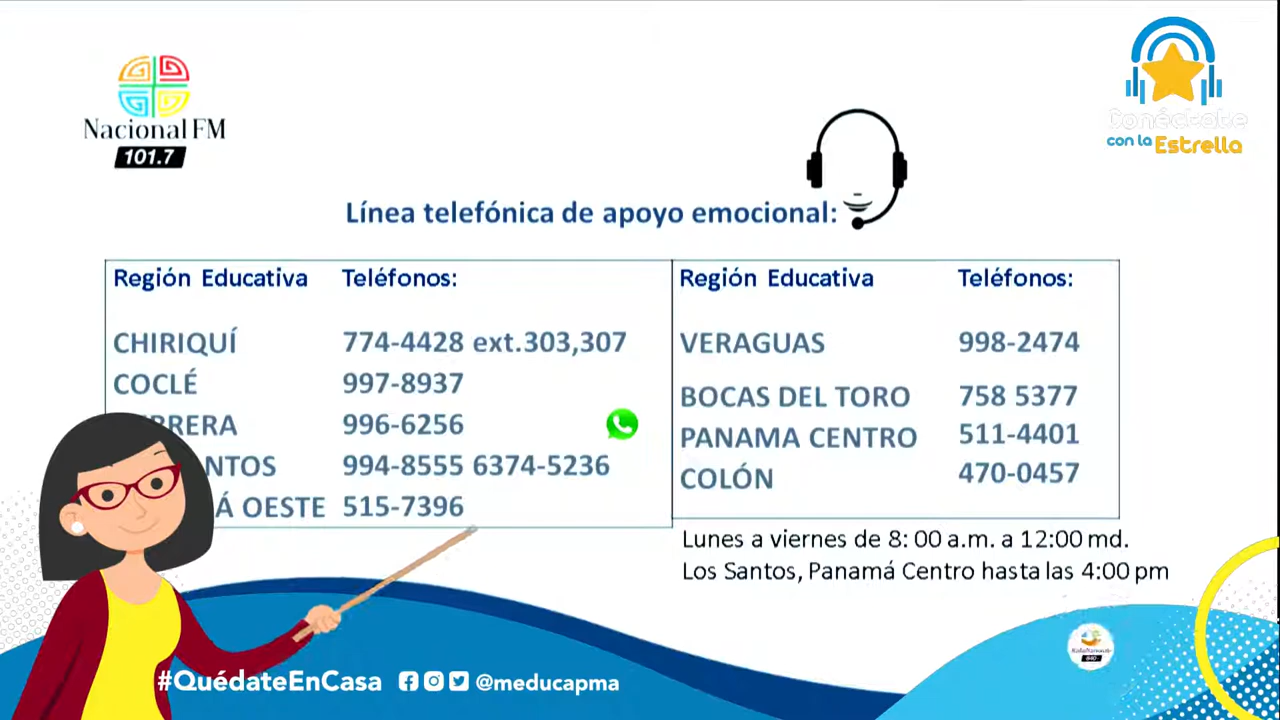 Nacional FM
101.7
Conéctate
con la Estrella
Línea telefónica de apoyo emocional:
Región Educativa Teléfonos:
CHIRIQUÍ 774-4428 ext.303,307
COCLÉ 997-8937
RRERA 996-6256
NTOS 994-8555 6374-5236
Á OESTE 515-7396
Región Educativa Teléfonos:
VERAGUAS 998-2474
BOCAS DEL TORO 758 5377
PANAMA CENTRO 511-4401
COLÓN 470-0457
Lunes a viernes de 8: 00 a.m. a 12:00 md.
Los Santos, Panamá Centro hasta las 4:00 pm
#QuédateEnCasa @meducapma